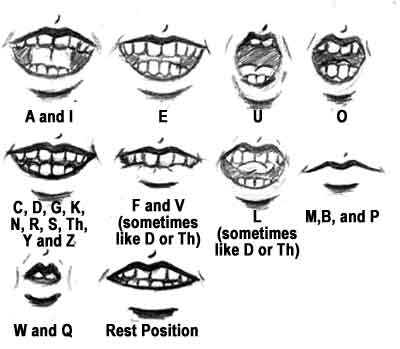 A and I
E
U
O
C, D, G, K,
N, R, S, Th,
Y and Z
F and V
(sometimes
like D or Th)
L
(sometimes
like D or Th)
M,B, and P
W and Q
Rest Position